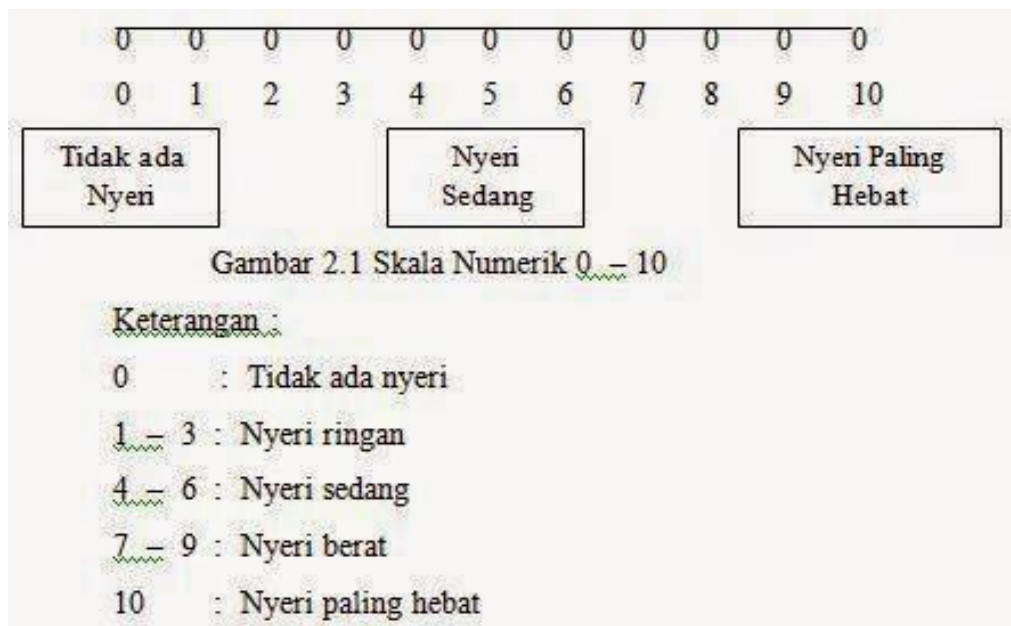 0 0 0 0 0 0 0 0 0 0 0
0 1 2 3 4 5 6 7 8 9 10
Tidak ada
Nyeri
Nyeri
Sedang
Nyeri Paling
Hebat
Gambar 2.1 Skala Numerik 0 – 10
Keterangan :
0 : Tidak ada nyeri
1 – 3 : Nyeri ringan
4 – 6 : Nyeri sedang
7 – 9 : Nyeri berat
10 : Nyeri paling hebat